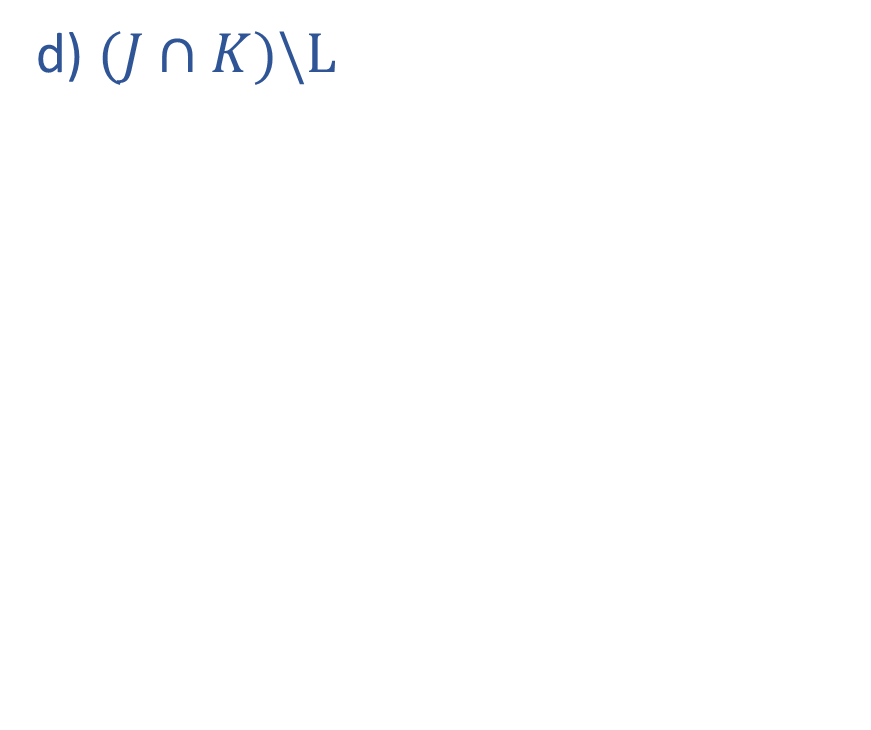 d) (J ∩ K)\L